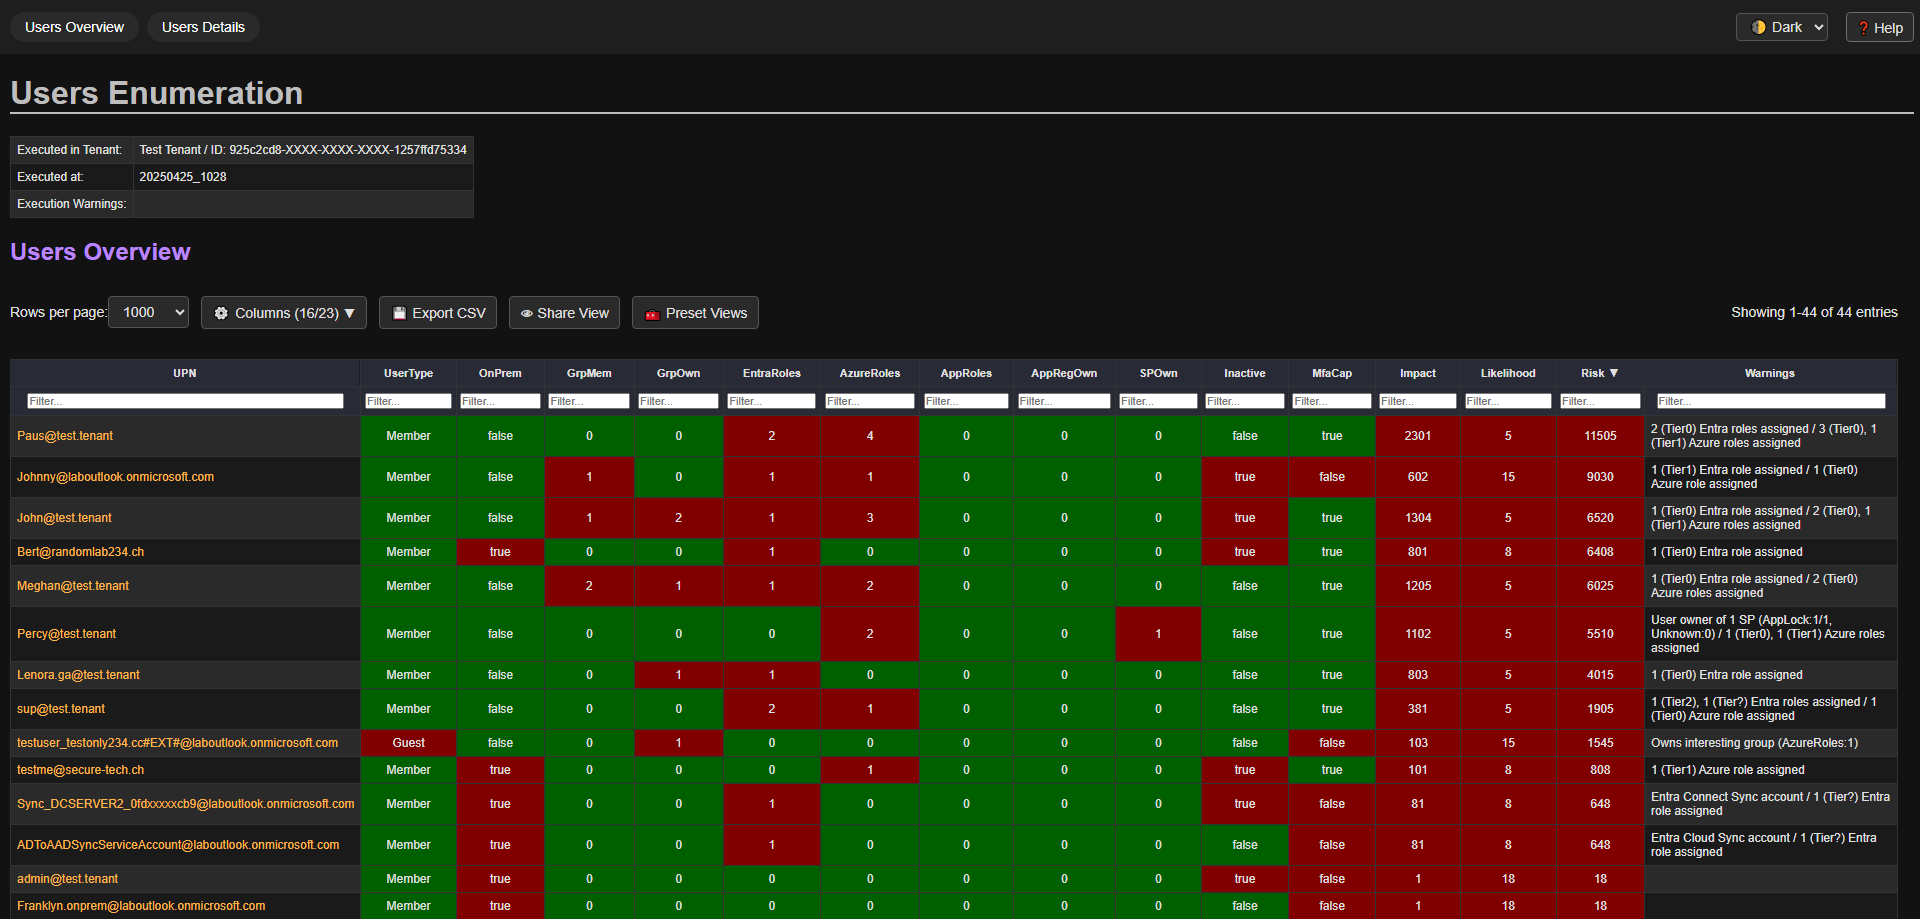 Users Overview Users Details Dark Help
Users Enumeration
Executed in Tenant: Test Tenant / ID: 925c2cd8-XXXX-XXXX-XXXX-1257ffd75334
Executed at: 20250425_1028
Execution Warnings:
Users Overview
Rows per page: 1000 Columns (16/23) ▼ Export CSV Share View Preset Views Showing 1-44 of 44 entries
UPN UserType OnPrem GrpMem GrpOwn EntraRoles AzureRoles AppRoles AppRegOwn SPOwn Inactive MfaCap Impact Likelihood Risk ▼ Warnings
Filter... Filter... Filter... Filter... Filter... Filter... Filter... Filter... Filter... Filter... Filter... Filter... Filter... Filter... Filter... Filter...
Paus@test.tenant Member false 0 0 2 4 0 0 0 false true 2301 5 11505 2 (Tier0) Entra roles assigned / 3 (Tier0), 1
(Tier1) Azure roles assigned
Johnny@laboutlook.onmicrosoft.com Member false 1 0 1 1 0 0 0 true false 602 15 9030 1 (Tier1) Entra role assigned / 1 (Tier0)
Azure role assigned
John@test.tenant Member false 1 2 1 3 0 0 0 true true 1304 5 6520 1 (Tier0) Entra role assigned / 2 (Tier0), 1
(Tier1) Azure roles assigned
Bert@randomlab234.ch Member true 0 0 1 0 0 0 0 true true 801 8 6408 1 (Tier0) Entra role assigned
Meghan@test.tenant Member false 2 1 1 2 0 0 0 false true 1205 5 6025 1 (Tier0) Entra role assigned / 2 (Tier0)
Azure roles assigned
Percy@test.tenant Member false 0 0 0 2 0 0 1 false true 1102 5 5510 User owner of 1 SP (AppLock:1/1,
Unknown:0) / 1 (Tier0), 1 (Tier1) Azure roles
assigned
Lenora.ga@test.tenant Member false 0 1 1 0 0 0 0 false true 803 5 4015 1 (Tier0) Entra role assigned
sup@test.tenant Member false 0 0 2 1 0 0 0 false true 381 5 1905 1 (Tier2), 1 (Tier?) Entra roles assigned / 1
(Tier0) Azure role assigned
testuser_testonly234.cc#EXT#@laboutlook.onmicrosoft.com Guest false 0 1 0 0 0 0 0 false false 103 15 1545 Owns interesting group (AzureRoles:1)
testme@secure-tech.ch Member true 0 0 0 1 0 0 0 true true 101 8 808 1 (Tier1) Azure role assigned
Sync_DCSERVER2_0fdxxxxxcb9@laboutlook.onmicrosoft.com Member true 0 0 1 0 0 0 0 true false 81 8 648 Entra Connect Sync account / 1 (Tier?) Entra
role assigned
ADToAADSyncServiceAccount@laboutlook.onmicrosoft.com Member true 0 0 1 0 0 0 0 false false 81 8 648 Entra Cloud Sync account / 1 (Tier?) Entra
role assigned
admin@test.tenant Member true 0 0 0 0 0 0 0 true false 1 18 18
Franklyn.onprem@laboutlook.onmicrosoft.com Member true 0 0 0 0 0 0 0 false false 1 18 18